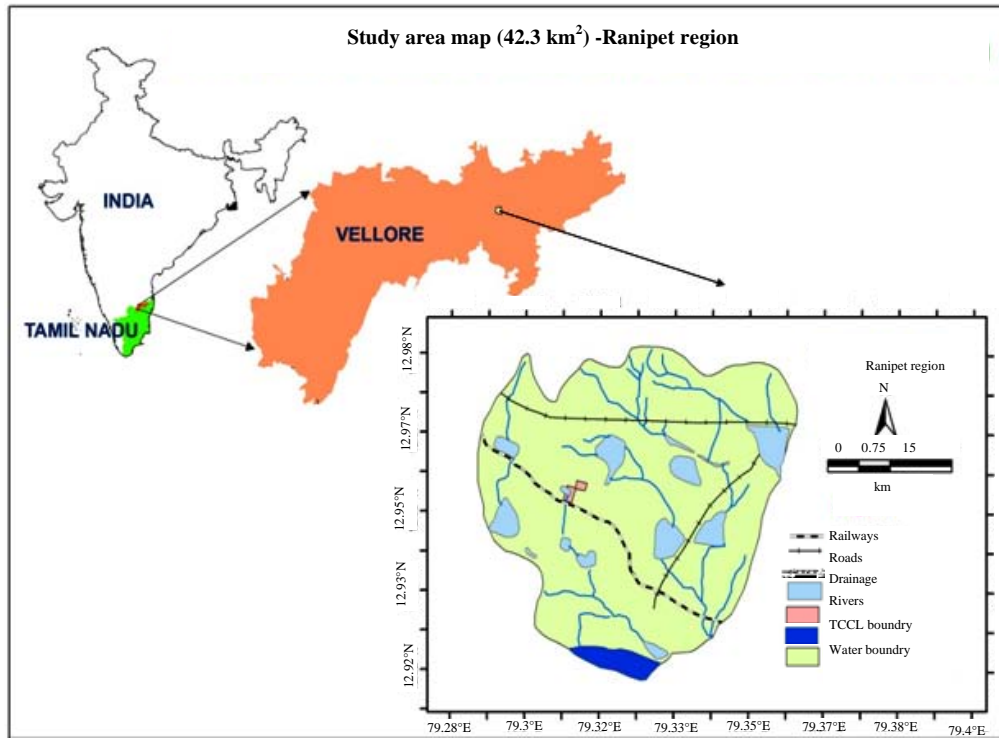 Study area map (42.3 km²) -Ranipet region
INDIA
VELLORE
TAMIL NADU
Ranipet region
N
0 0.75 15
km
Railways
Roads
Drainage
Rivers
TCCL boundry
Water boundry
12.98°N
12.97°N
12.95°N
12.93°N
12.92°N
79.28°E 79.3°E 79.32°E 79.33°E 79.35°E 79.37°E 79.38°E 79.4°E